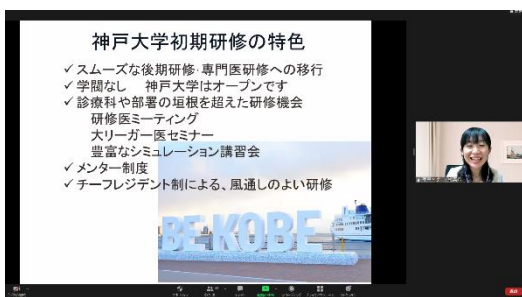 神戸大学初期研修の特色
✓スムーズな後期研修・専門医研修への移行
✓学閥なし　神戸大学はオープンです
✓診療科や部署の垣根を超えた研修機会
研修医ミーティング
大リーガー医セミナー
豊富なシミュレーション講習会
✓メンター制度
✓チーフレジデント制による、風通しのよい研修
BE KOBE